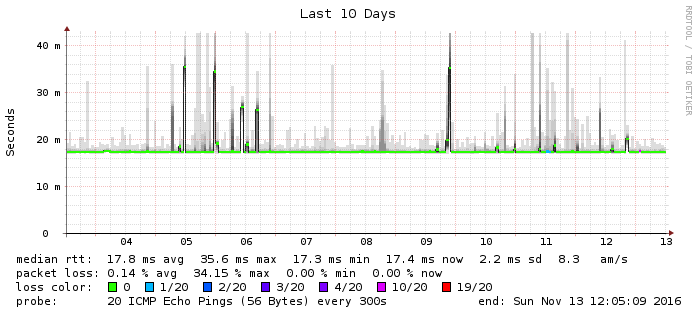 Last 10 Days
RRDTOOL / TOBI OETIKER
Seconds
40 m
30 m
20 m
10 m
0
04 05 06 07 08 09 10 11 12 13
median rtt: 17.8 ms avg 35.6 ms max 17.3 ms min 17.4 ms now 2.2 ms sd 8.3 am/s
packet loss: 0.14 % avg 34.15 % max 0.00 % min 0.00 % now
loss color: 0 1/20 2/20 3/20 4/20 10/20 19/20
probe: 20 ICMP Echo Pings (56 Bytes) every 300s end: Sun Nov 13 12:05:09 2016